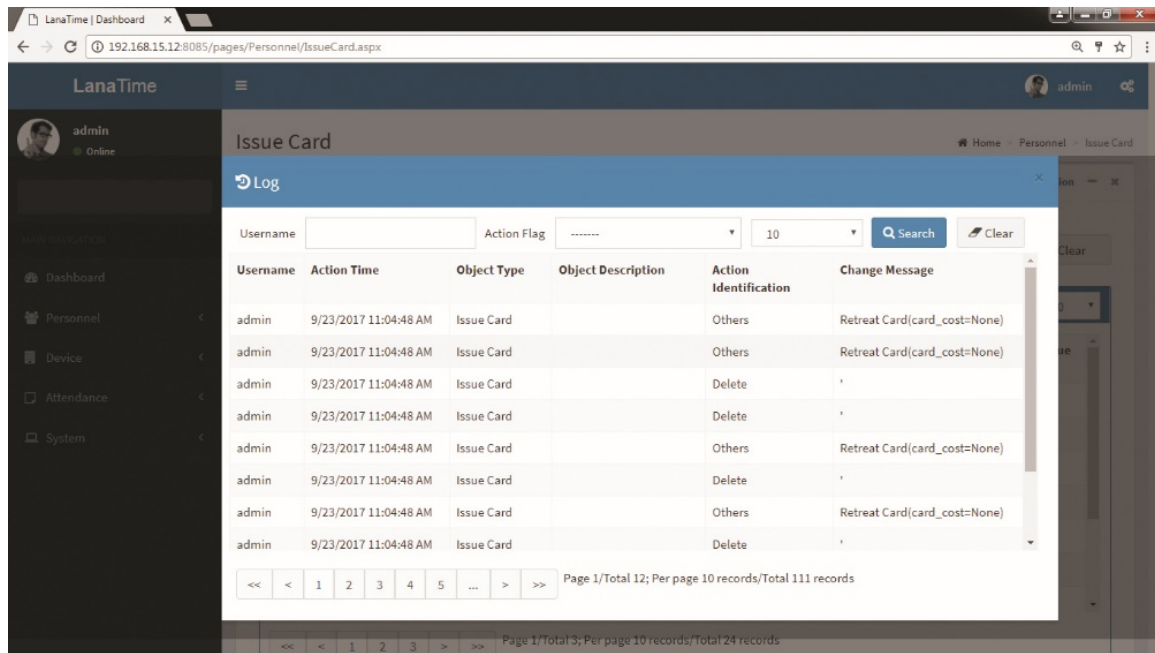 LanaTime | Dashboard
192.168.15.12:8085/pages/Personnel/IssueCard.aspx
LanaTime
admin
admin
Online
Issue Card
Home > Personnel > Issue Card
MAIN NAVIGATION
Dashboard
Personnel
Device
Attendance
System
Log
Username Action Flag ------- 10 Search Clear
Clear
Username Action Time Object Type Object Description Action Identification Change Message
admin 9/23/2017 11:04:48 AM Issue Card Others Retreat Card(card_cost=None)
admin 9/23/2017 11:04:48 AM Issue Card Others Retreat Card(card_cost=None)
admin 9/23/2017 11:04:48 AM Issue Card Delete '
admin 9/23/2017 11:04:48 AM Issue Card Delete '
admin 9/23/2017 11:04:48 AM Issue Card Others Retreat Card(card_cost=None)
admin 9/23/2017 11:04:48 AM Issue Card Delete '
admin 9/23/2017 11:04:48 AM Issue Card Others Retreat Card(card_cost=None)
admin 9/23/2017 11:04:48 AM Issue Card Delete '
<< < 1 2 3 4 5 ... > >> Page 1/Total 12; Per page 10 records/Total 111 records
<< < 1 2 3 > >> Page 1/Total 3; Per page 10 records/Total 24 records